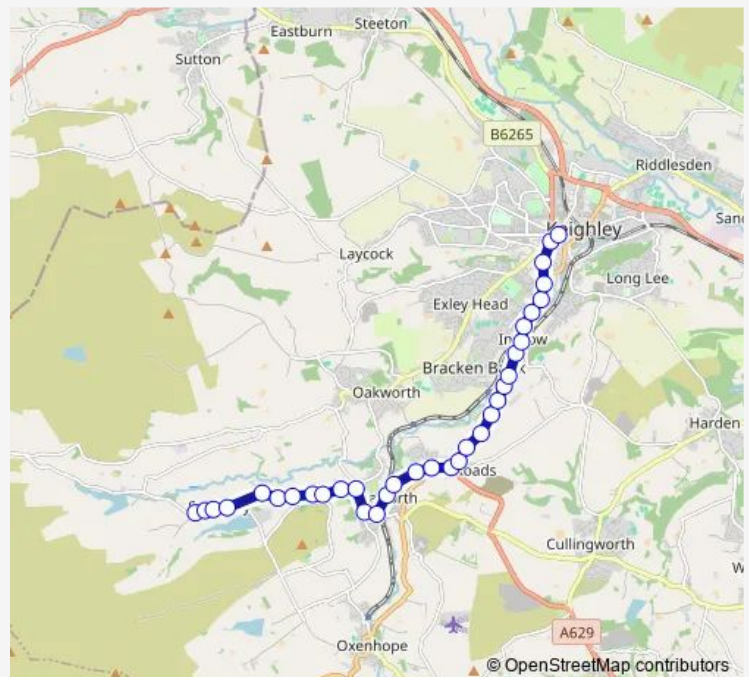 Eastburn
Steeton
Sutton
B6265
Riddlesden
Keighley
Laycock
Long Lee
Exley Head
Bracken
Oakworth
Harden
Cullingworth
A629
Oxenhope
© OpenStreetMap contributors